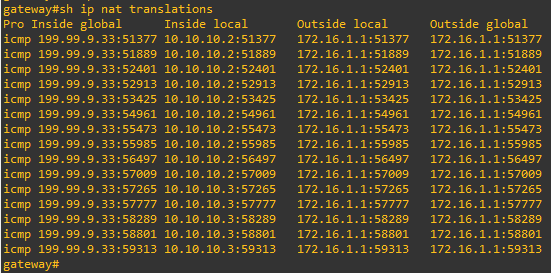 gateway#sh ip nat translations
Pro Inside global      Inside local       Outside local      Outside global
icmp 199.99.9.33:51377 10.10.10.2:51377   172.16.1.1:51377   172.16.1.1:51377
icmp 199.99.9.33:51889 10.10.10.2:51889   172.16.1.1:51889   172.16.1.1:51889
icmp 199.99.9.33:52401 10.10.10.2:52401   172.16.1.1:52401   172.16.1.1:52401
icmp 199.99.9.33:52913 10.10.10.2:52913   172.16.1.1:52913   172.16.1.1:52913
icmp 199.99.9.33:53425 10.10.10.2:53425   172.16.1.1:53425   172.16.1.1:53425
icmp 199.99.9.33:54961 10.10.10.2:54961   172.16.1.1:54961   172.16.1.1:54961
icmp 199.99.9.33:55473 10.10.10.2:55473   172.16.1.1:55473   172.16.1.1:55473
icmp 199.99.9.33:55985 10.10.10.2:55985   172.16.1.1:55985   172.16.1.1:55985
icmp 199.99.9.33:56497 10.10.10.2:56497   172.16.1.1:56497   172.16.1.1:56497
icmp 199.99.9.33:57009 10.10.10.2:57009   172.16.1.1:57009   172.16.1.1:57009
icmp 199.99.9.33:57265 10.10.10.3:57265   172.16.1.1:57265   172.16.1.1:57265
icmp 199.99.9.33:57777 10.10.10.3:57777   172.16.1.1:57777   172.16.1.1:57777
icmp 199.99.9.33:58289 10.10.10.3:58289   172.16.1.1:58289   172.16.1.1:58289
icmp 199.99.9.33:58801 10.10.10.3:58801   172.16.1.1:58801   172.16.1.1:58801
icmp 199.99.9.33:59313 10.10.10.3:59313   172.16.1.1:59313   172.16.1.1:59313
gateway#